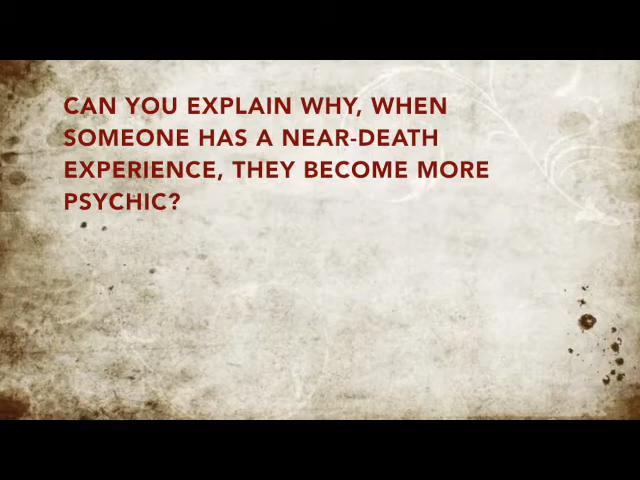 CAN YOU EXPLAIN WHY, WHEN
SOMEONE HAS A NEAR-DEATH
EXPERIENCE, THEY BECOME MORE
PSYCHIC?